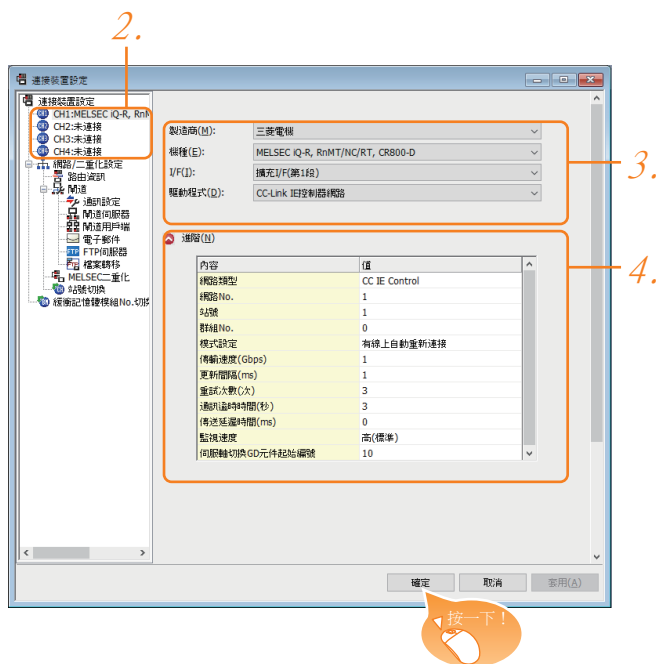 2.
連接裝置設定
連接裝置設定
CH1:MELSEC iQ-R, RnM
CH2:未連接
CH3:未連接
CH4:未連接
網路/二重化設定
路由資訊
閘道
通訊設定
閘道伺服器
閘道用戶端
電子郵件
FTP伺服器
檔案轉移
MELSEC二重化
站號切換
緩衝記憶體模組No.切換
製造商(M): 三菱電機
機種(E): MELSEC iQ-R, RnMT/NC/RT, CR800-D
I/F(I): 擴充I/F(第1段)
驅動程式(D): CC-Link IE控制器網路
3.
進階(N)
內容 值
網路類型 CC IE Control
網路No. 1
站號 1
群組No. 0
模式設定 有線上自動重新連接
傳輸速度(Gbps) 1
更新間隔(ms) 1
重試次數(次) 3
通訊逾時時間(秒) 3
傳送延遲時間(ms) 0
監視速度 高(標準)
伺服軸切換GD元件起始編號 10
4.
確定 取消 套用(A)
按一下！